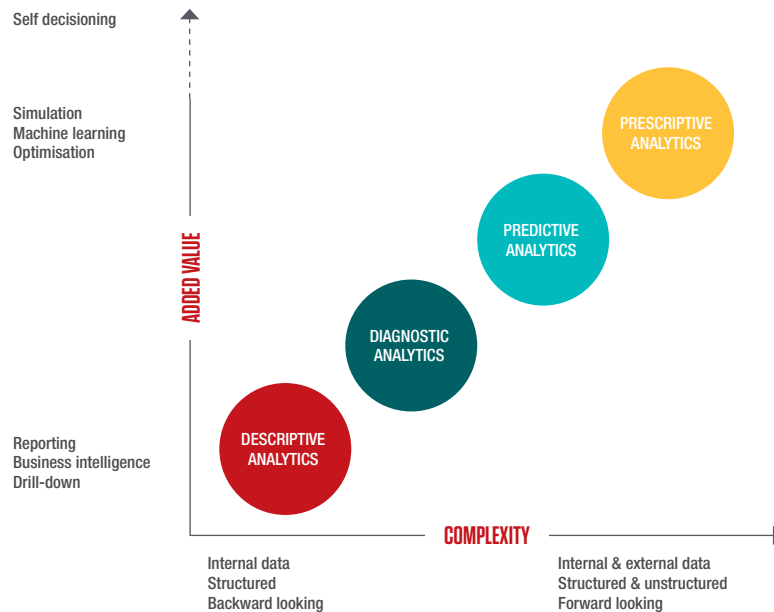 Self decisioning
Simulation
Machine learning
Optimisation
PRESCRIPTIVE
ANALYTICS
PREDICTIVE
ANALYTICS
ADDED VALUE
DIAGNOSTIC
ANALYTICS
DESCRIPTIVE
ANALYTICS
Reporting
Business intelligence
Drill-down
COMPLEXITY
Internal data
Structured
Backward looking
Internal & external data
Structured & unstructured
Forward looking